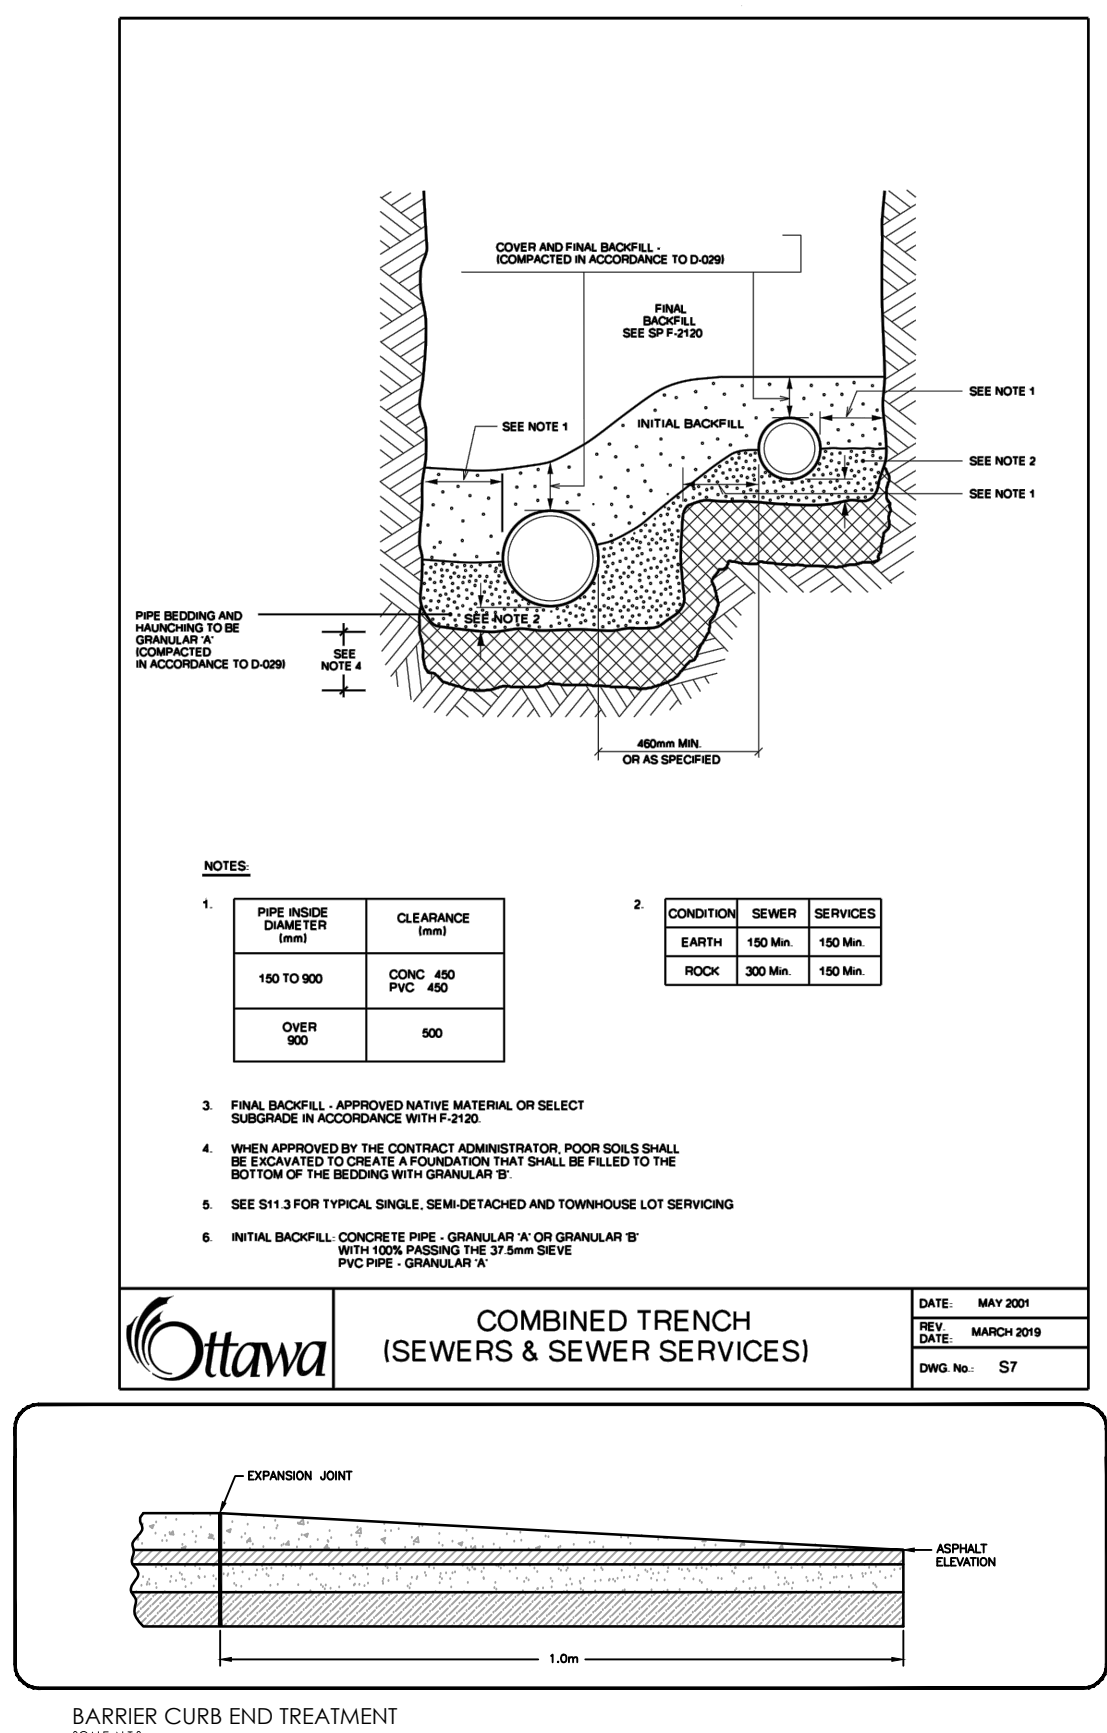 COVER AND FINAL BACKFILL -
(COMPACTED IN ACCORDANCE TO D-029)
FINAL
BACKFILL
SEE SP F-2120
SEE NOTE 1
SEE NOTE 1
INITIAL BACKFILL
SEE NOTE 2
SEE NOTE 1
PIPE BEDDING AND
HAUNCHING TO BE
GRANULAR 'A'
(COMPACTED
IN ACCORDANCE TO D-029)
SEE NOTE 2
SEE
NOTE 4
460mm MIN.
OR AS SPECIFIED
NOTES:
1.
PIPE INSIDE
DIAMETER
(mm)
CLEARANCE
(mm)
150 TO 900
CONC 450
PVC 450
OVER
900
500
2.
CONDITION SEWER SERVICES
EARTH 150 Min. 150 Min.
ROCK 300 Min. 150 Min.
3. FINAL BACKFILL - APPROVED NATIVE MATERIAL OR SELECT
SUBGRADE IN ACCORDANCE WITH F-2120.
4. WHEN APPROVED BY THE CONTRACT ADMINISTRATOR, POOR SOILS SHALL
BE EXCAVATED TO CREATE A FOUNDATION THAT SHALL BE FILLED TO THE
BOTTOM OF THE BEDDING WITH GRANULAR 'B'.
5. SEE S11.3 FOR TYPICAL SINGLE, SEMI-DETACHED AND TOWNHOUSE LOT SERVICING
6. INITIAL BACKFILL: CONCRETE PIPE - GRANULAR 'A' OR GRANULAR 'B'
WITH 100% PASSING THE 37.5mm SIEVE
PVC PIPE - GRANULAR 'A'
Ottawa
COMBINED TRENCH
(SEWERS & SEWER SERVICES)
DATE: MAY 2001
REV.
DATE: MARCH 2019
DWG. No.: S7
EXPANSION JOINT
ASPHALT
ELEVATION
1.0m
BARRIER CURB END TREATMENT